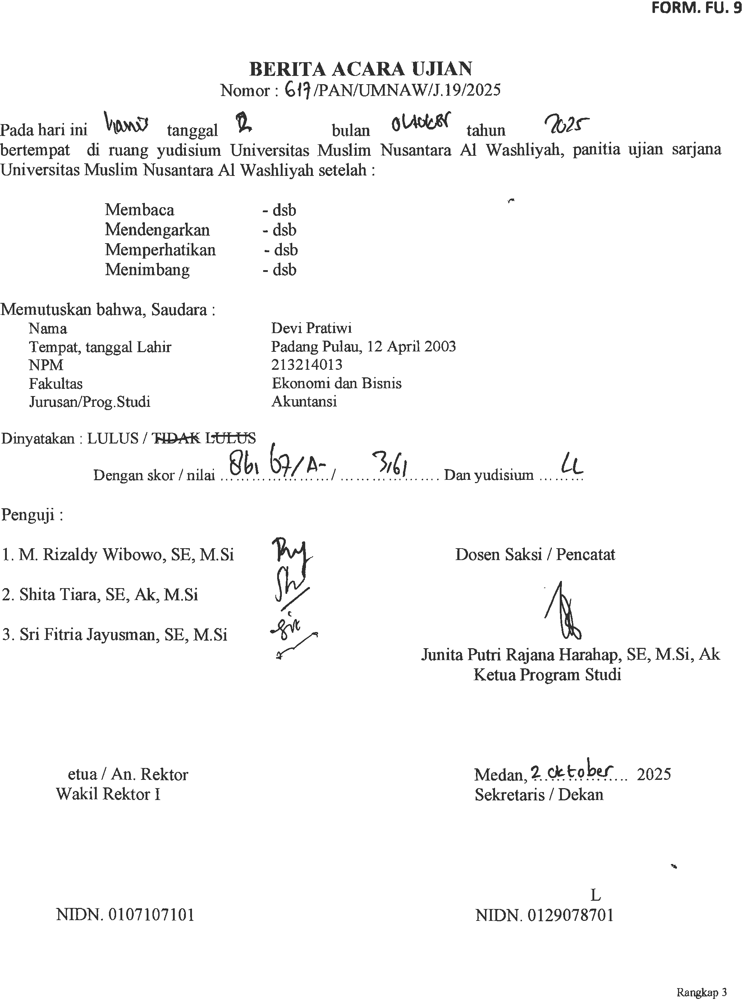 FORM. FU. 9
BERITA ACARA UJIAN
Nomor : 617/PAN/UMNAW/J.19/2025
Pada hari ini kamis tanggal 2 bulan Oktober tahun 2025
bertempat di ruang yudisium Universitas Muslim Nusantara Al Washliyah, panitia ujian sarjana
Universitas Muslim Nusantara Al Washliyah setelah :
Membaca - dsb
Mendengarkan - dsb
Memperhatikan - dsb
Menimbang - dsb
Memutuskan bahwa, Saudara :
Nama Devi Pratiwi
Tempat, tanggal Lahir Padang Pulau, 12 April 2003
NPM 213214013
Fakultas Ekonomi dan Bisnis
Jurusan/Prog.Studi Akuntansi
Dinyatakan : LULUS / TIDAK LULUS
Dengan skor / nilai 86,67/A- / 3,61 Dan yudisium
Penguji :
1. M. Rizaldy Wibowo, SE, M.Si Dosen Saksi / Pencatat
2. Shita Tiara, SE, Ak, M.Si
3. Sri Fitria Jayusman, SE, M.Si
Junita Putri Rajana Harahap, SE, M.Si, Ak
Ketua Program Studi
etua / An. Rektor Medan, 2 oktober 2025
Wakil Rektor I Sekretaris / Dekan
L
NIDN. 0107107101 NIDN. 0129078701
Rangkap 3